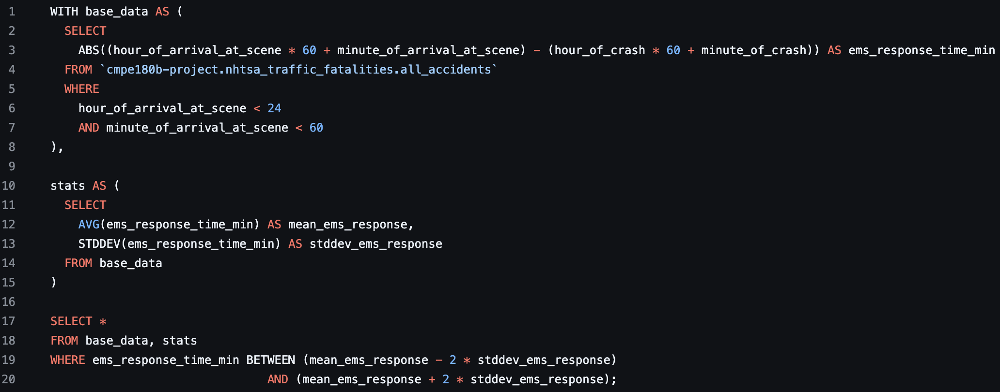 1 WITH base_data AS (
2 SELECT
3 ABS((hour_of_arrival_at_scene * 60 + minute_of_arrival_at_scene) - (hour_of_crash * 60 + minute_of_crash)) AS ems_response_time_min
4 FROM `cmpe180b-project.nhtsa_traffic_fatalities.all_accidents`
5 WHERE
6 hour_of_arrival_at_scene < 24
7 AND minute_of_arrival_at_scene < 60
8 ),
9
10 stats AS (
11 SELECT
12 AVG(ems_response_time_min) AS mean_ems_response,
13 STDDEV(ems_response_time_min) AS stddev_ems_response
14 FROM base_data
15 )
16
17 SELECT *
18 FROM base_data, stats
19 WHERE ems_response_time_min BETWEEN (mean_ems_response - 2 * stddev_ems_response)
20 AND (mean_ems_response + 2 * stddev_ems_response);